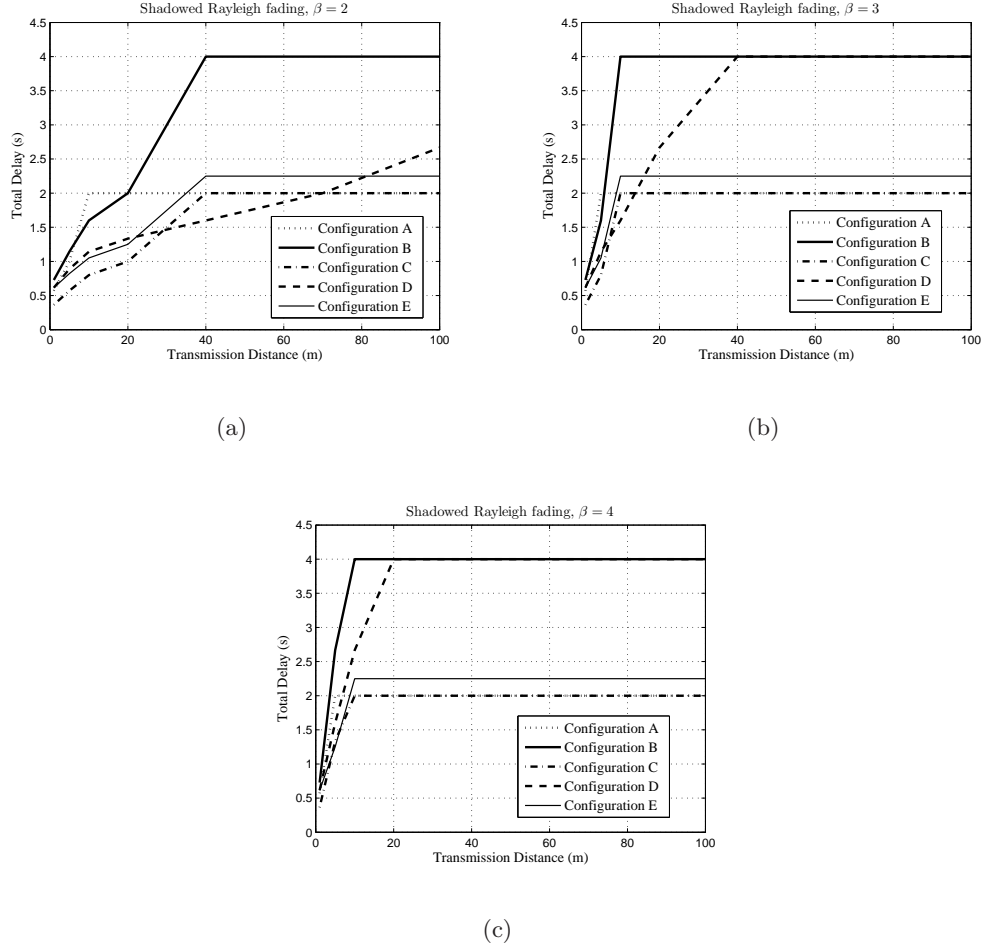 Shadowed Rayleigh fading, β = 2
4.5
4
3.5
3
2.5
2
1.5
1
0.5
0
Total Delay (s)
0 20 40 60 80 100
Transmission Distance (m)
Configuration A
Configuration B
Configuration C
Configuration D
Configuration E
(a)
Shadowed Rayleigh fading, β = 3
4.5
4
3.5
3
2.5
2
1.5
1
0.5
0
Total Delay (s)
0 20 40 60 80 100
Transmission Distance (m)
Configuration A
Configuration B
Configuration C
Configuration D
Configuration E
(b)
Shadowed Rayleigh fading, β = 4
4.5
4
3.5
3
2.5
2
1.5
1
0.5
0
Total Delay (s)
0 20 40 60 80 100
Transmission Distance (m)
Configuration A
Configuration B
Configuration C
Configuration D
Configuration E
(c)